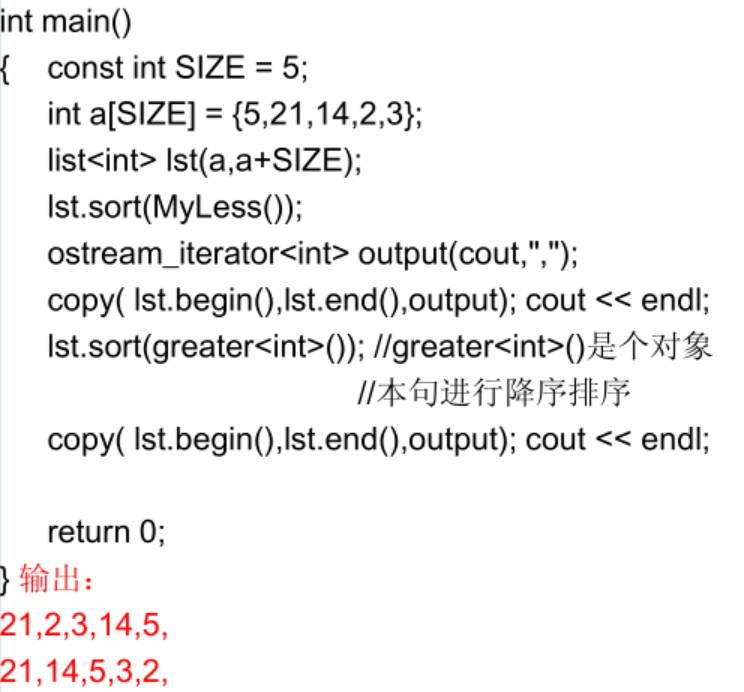 int main()
{ const int SIZE = 5;
int a[SIZE] = {5,21,14,2,3};
list<int> lst(a,a+SIZE);
lst.sort(MyLess());
ostream_iterator<int> output(cout,",");
copy( lst.begin(),lst.end(),output); cout << endl;
lst.sort(greater<int>()); //greater<int>()是个对象
//本句进行降序排序
copy( lst.begin(),lst.end(),output); cout << endl;
return 0;
} 输出：
21,2,3,14,5,
21,14,5,3,2,